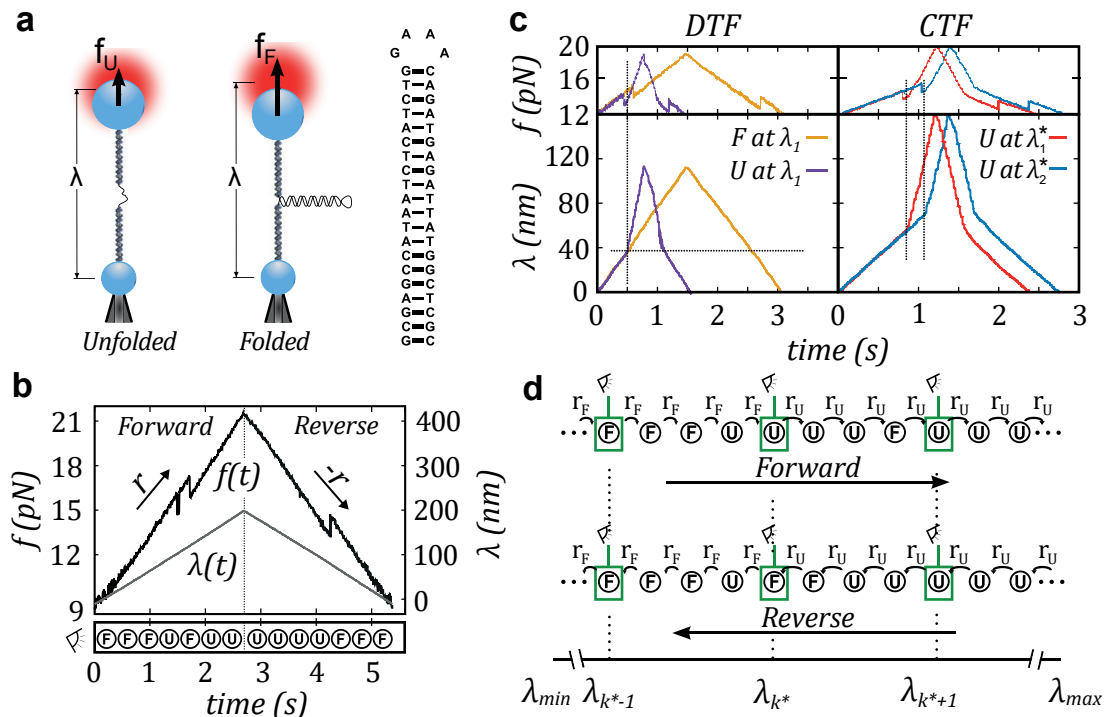 a
f_U
f_F
λ
λ
Unfolded
Folded
A A
G A
G C
T A
C G
T A
A T
C G
T A
C G
T A
A T
A T
T A
A T
C G
C G
G C
A T
G C
C G
G C
b
f (pN)
21
18
15
12
9
Forward
Reverse
r
-r
f(t)
λ(t)
400
300
200
100
0
λ (nm)
F F F U F U U U U U U F F F
0 1 2 3 4 5
time (s)
c
DTF
CTF
f (pN)
20
16
12
λ (nm)
120
80
40
0
F at λ_1
U at λ_1
U at λ*_1
U at λ*_2
0 1 2 3
1 2 3
time (s)
d
r_F r_F r_F r_F r_F r_U r_U r_U r_U r_U r_U
... F F F U U U U F U U U ...
Forward
r_F r_F r_F r_F r_F r_U r_U r_U r_U r_U r_U
... F F F U F F U U U U U ...
Reverse
λ_min λ_k*-1 λ_k* λ_k*+1 λ_max